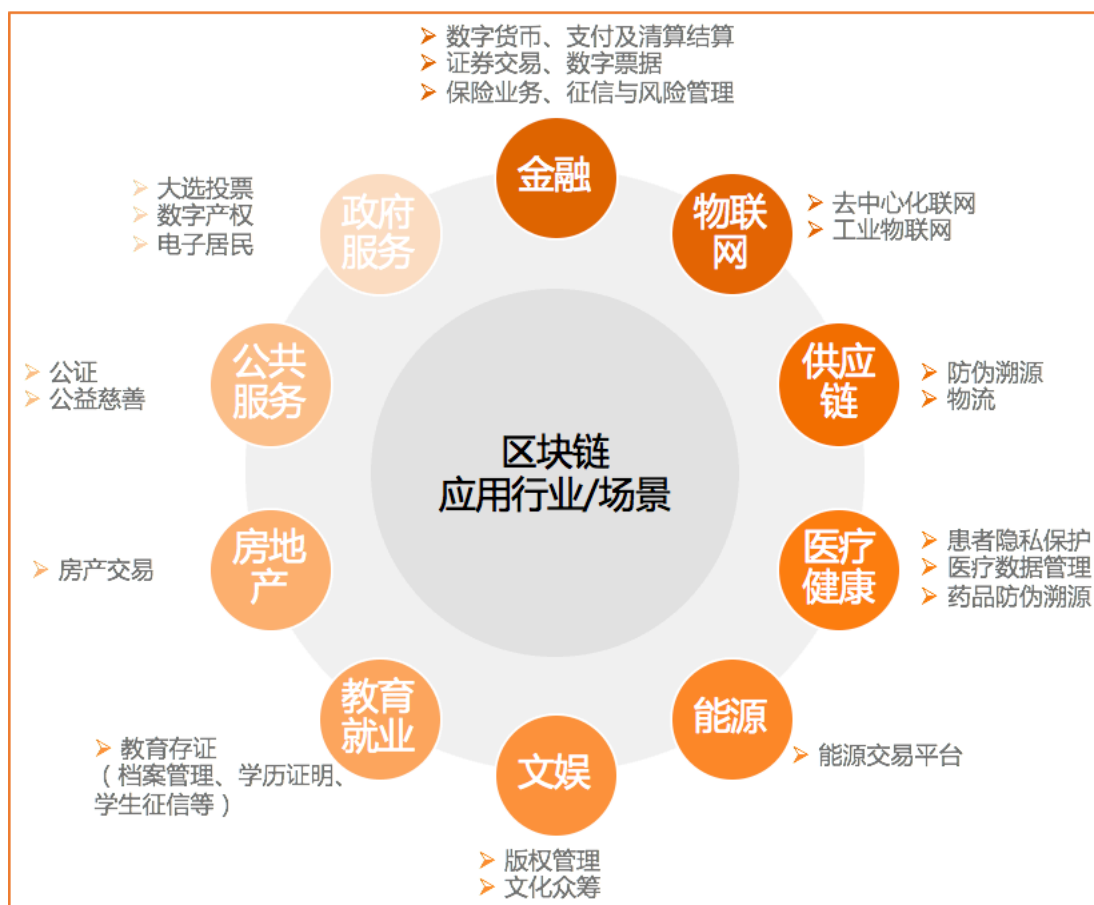 数字货币、支付及清算结算
证券交易、数字票据
保险业务、征信与风险管理
金融
物联
网
去中心化联网
工业物联网
供应
链
防伪溯源
物流
医疗
健康
患者隐私保护
医疗数据管理
药品防伪溯源
能源
能源交易平台
文娱
版权管理
文化众筹
教育
就业
教育存证
（档案管理、学历证明、
学生征信等）
房地
产
房产交易
公共
服务
公证
公益慈善
政府
服务
大选投票
数字产权
电子居民
区块链
应用行业/场景